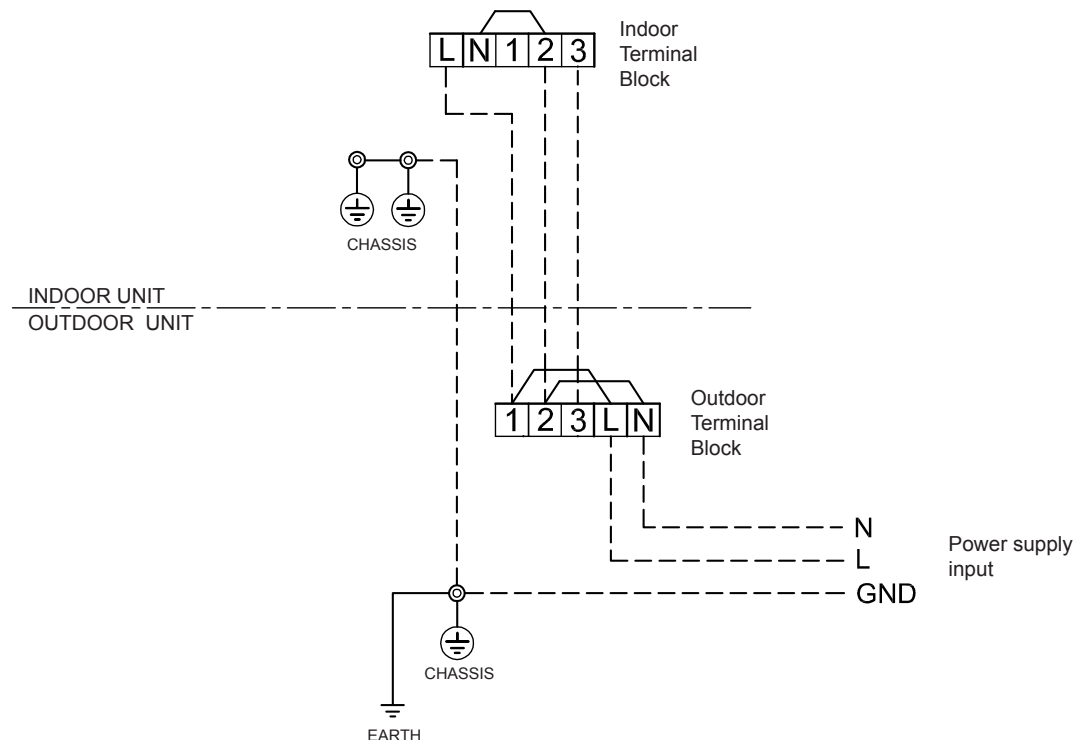 Indoor
Terminal
Block
L N 1 2 3
CHASSIS
INDOOR UNIT
OUTDOOR UNIT
Outdoor
Terminal
Block
1 2 3 L N
N
L
GND
Power supply
input
CHASSIS
EARTH